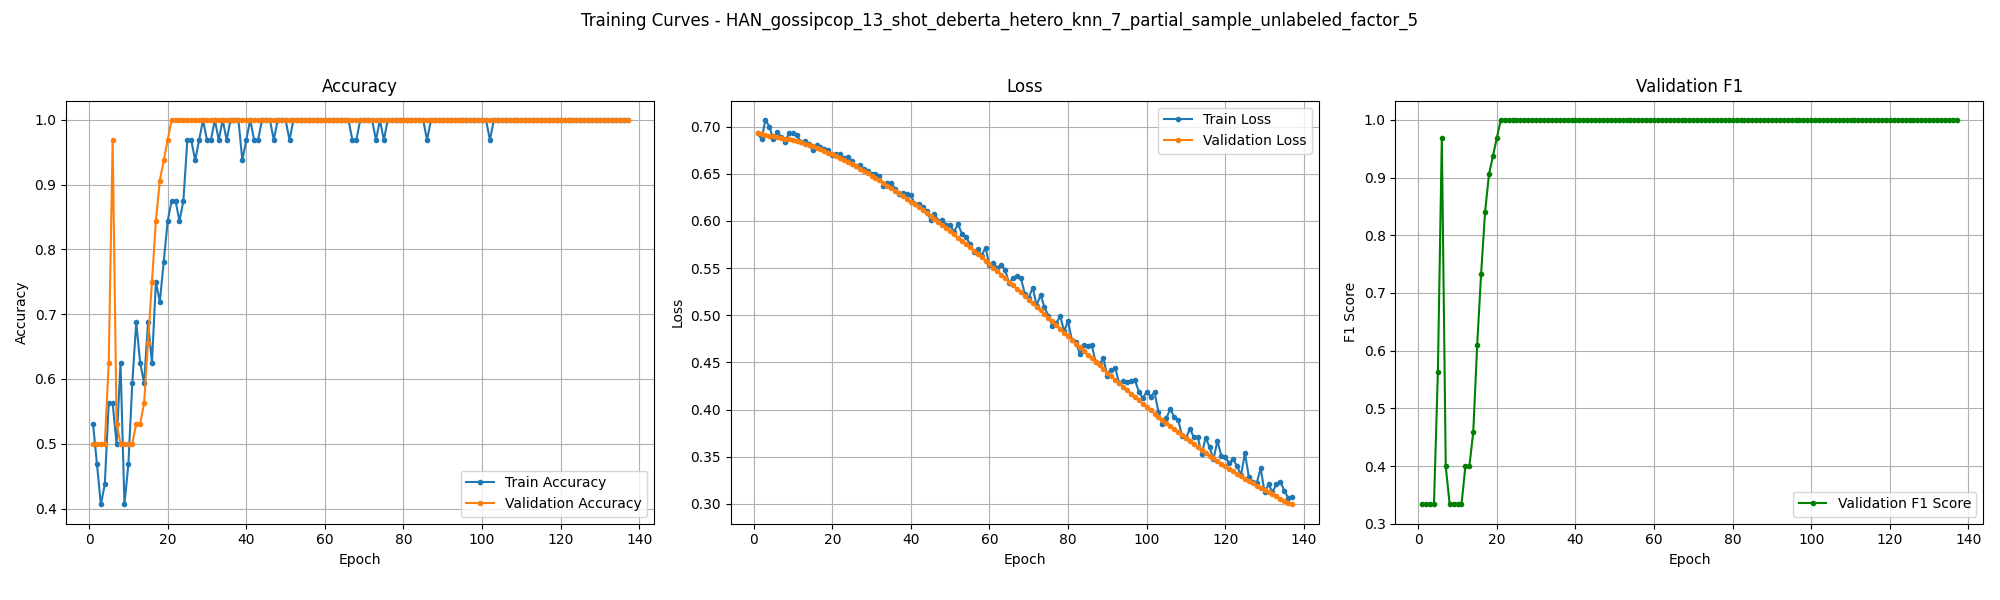 Training Curves - HAN_gossipcop_13_shot_deberta_hetero_knn_7_partial_sample_unlabeled_factor_5
Accuracy
1.0
0.9
0.8
0.7
0.6
0.5
0.4
Accuracy
Train Accuracy
Validation Accuracy
0 20 40 60 80 100 120 140
Epoch
Loss
0.70
0.65
0.60
0.55
0.50
0.45
0.40
0.35
0.30
Loss
Train Loss
Validation Loss
0 20 40 60 80 100 120 140
Epoch
Validation F1
1.0
0.9
0.8
0.7
0.6
0.5
0.4
0.3
F1 Score
Validation F1 Score
0 20 40 60 80 100 120 140
Epoch